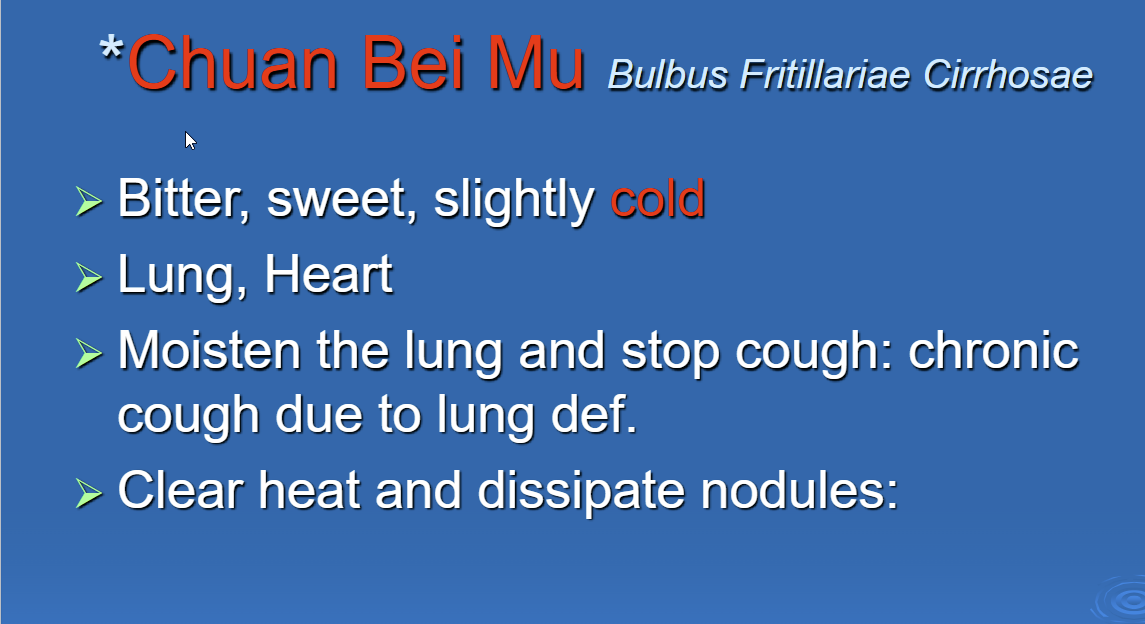 *Chuan Bei Mu Bulbus Fritillariae Cirrhosae
Bitter, sweet, slightly cold
Lung, Heart
Moisten the lung and stop cough: chronic
cough due to lung def.
Clear heat and dissipate nodules: